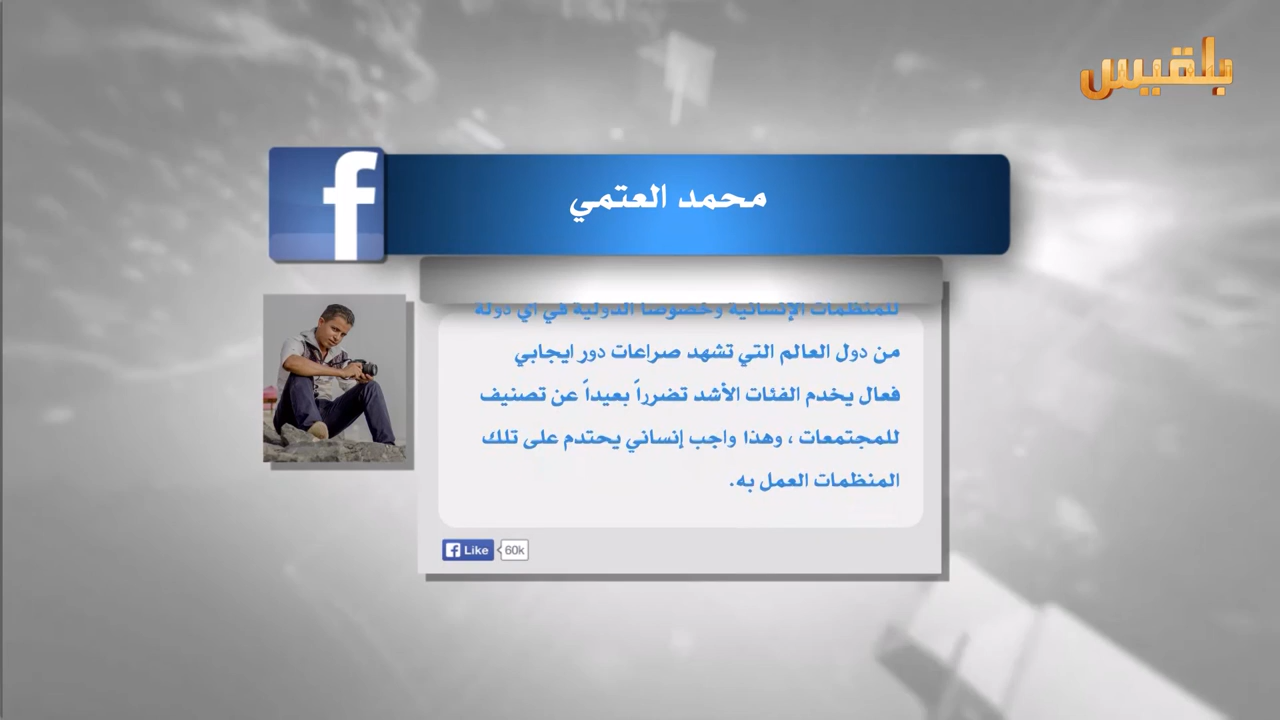 بلقيس
f
محمد العتمي
للمنظمات الإنسانية وخصوصا الدولية في اي دولة
من دول العالم التي تشهد صراعات دور ايجابي
فعال يخدم الفئات الأشد تضرراً بعيداً عن تصنيف
للمجتمعات ، وهذا واجب إنساني يحتدم على تلك
المنظمات العمل به.
f Like 60k